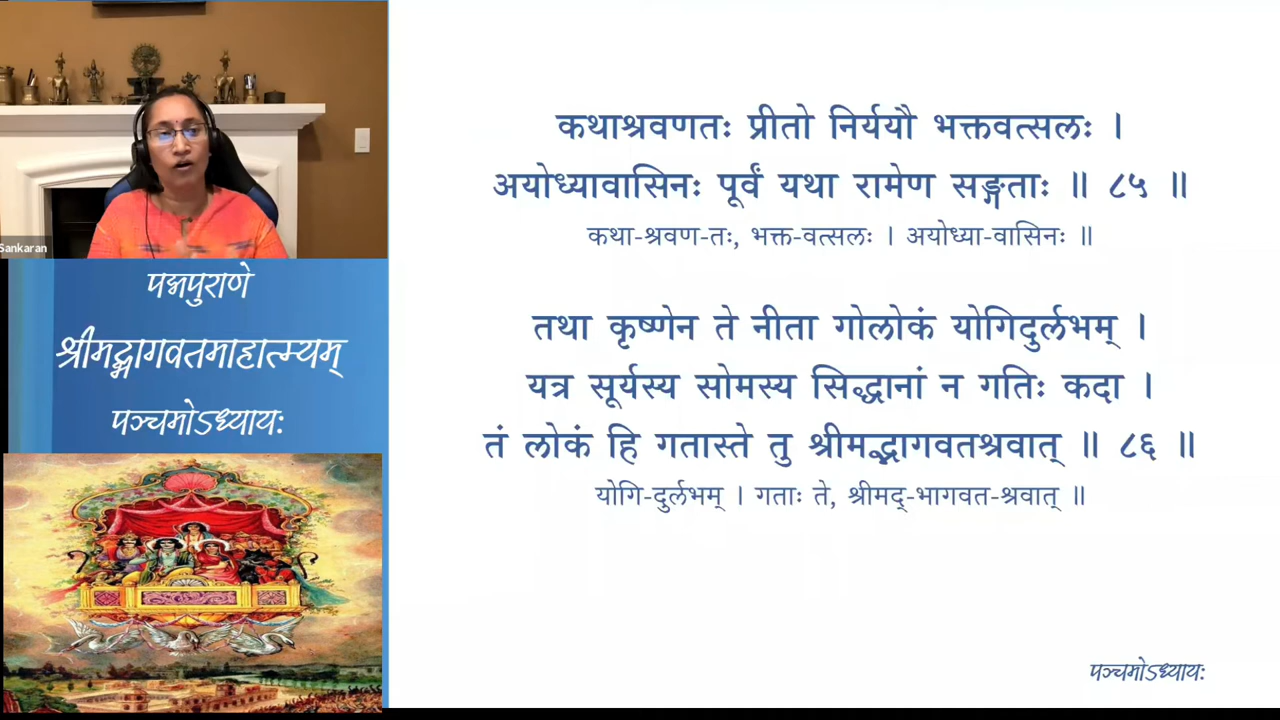 Sankaran
पद्मपुराणे
श्रीमद्भागवतमाहात्म्यम्
पञ्चमोऽध्यायः
कथाश्रवणतः प्रीतो निर्ययौ भक्तवत्सलः ।
अयोध्यावासिनः पूर्वं यथा रामेण सङ्गताः ॥ ८५ ॥
कथा-श्रवण-तः, भक्त-वत्सलः । अयोध्या-वासिनः ॥
तथा कृष्णेन ते नीता गोलोकं योगिदुर्लभम् ।
यत्र सूर्यस्य सोमस्य सिद्धानां न गतिः कदा ।
तं लोकं हि गतास्ते तु श्रीमद्भागवतश्रवात् ॥ ८६ ॥
योगि-दुर्लभम् । गताः ते, श्रीमद्-भागवत-श्रवात् ॥
पञ्चमोऽध्यायः